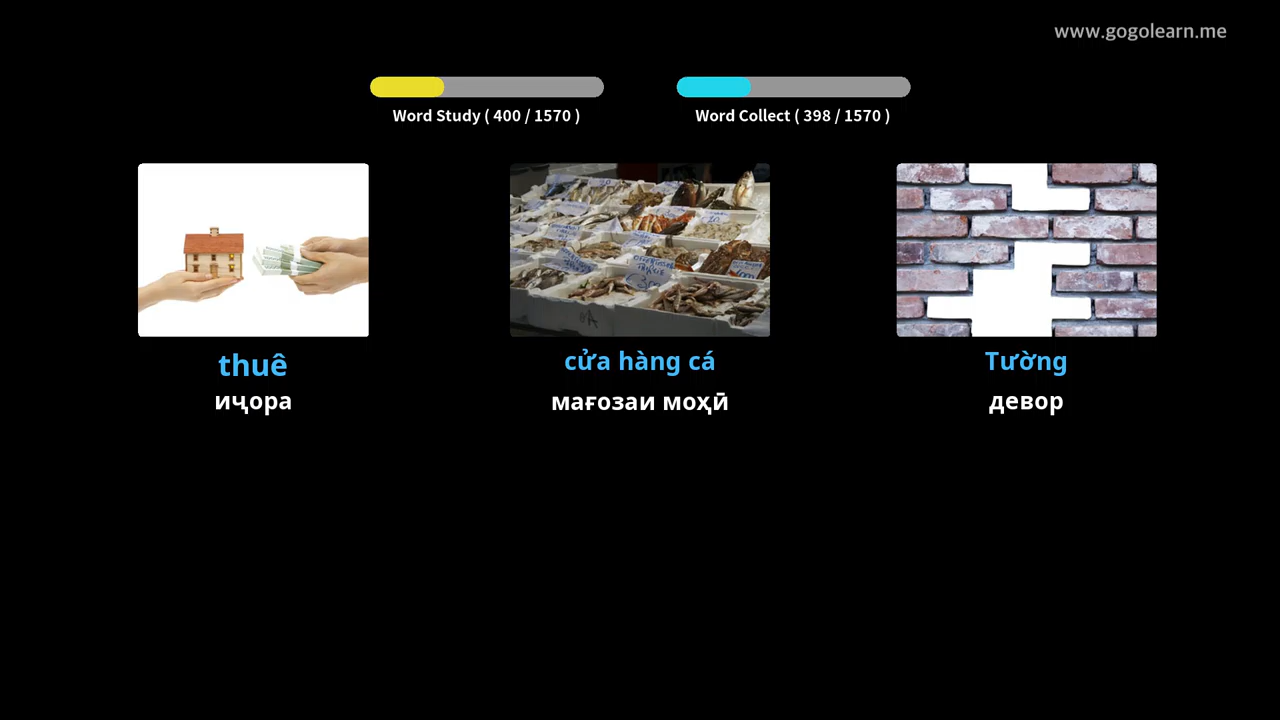 www.gogolearn.me
Word Study ( 400 / 1570 )
Word Collect ( 398 / 1570 )
thuê
иҷора
cửa hàng cá
мағозаи моҳӣ
Tường
девор